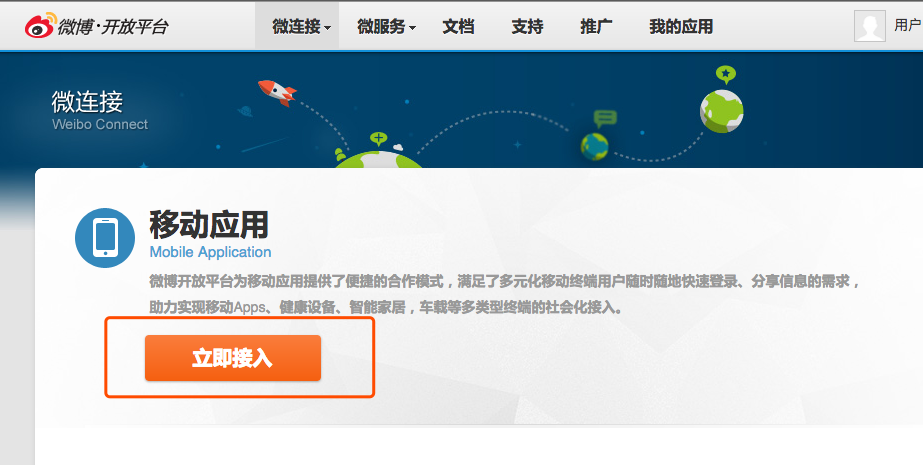 微博·开放平台
微连接 微服务 文档 支持 推广 我的应用 用户
微连接
Weibo Connect
移动应用
Mobile Application
微博开放平台为移动应用提供了便捷的合作模式，满足了多元化移动终端用户随时随地快速登录、分享信息的需求，
助力实现移动Apps、健康设备、智能家居，车载等多类型终端的社会化接入。
立即接入